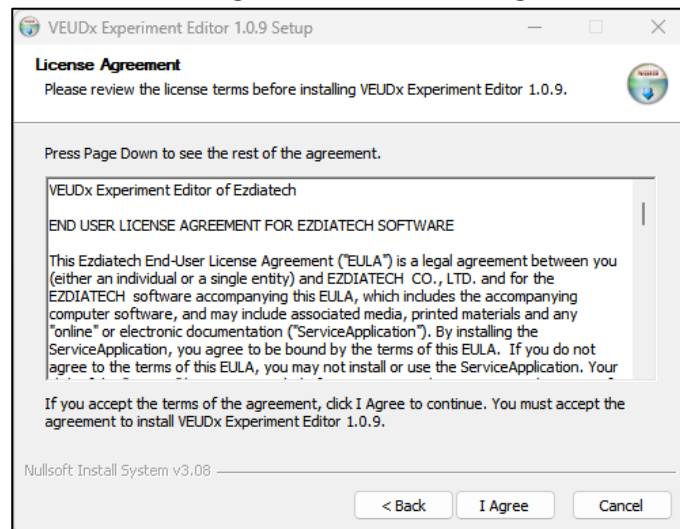 VEUDx Experiment Editor 1.0.9 Setup
License Agreement
Please review the license terms before installing VEUDx Experiment Editor 1.0.9.
Press Page Down to see the rest of the agreement.
VEUDx Experiment Editor of Ezdiatech
END USER LICENSE AGREEMENT FOR EZDIATECH SOFTWARE
This Ezdiatech End-User License Agreement ("EULA") is a legal agreement between you
(either an individual or a single entity) and EZDIATECH CO., LTD. and for the
EZDIATECH software accompanying this EULA, which includes the accompanying
computer software, and may include associated media, printed materials and any
"online" or electronic documentation ("ServiceApplication"). By installing the
ServiceApplication, you agree to be bound by the terms of this EULA. If you do not
agree to the terms of this EULA, you may not install or use the ServiceApplication. Your
If you accept the terms of the agreement, click I Agree to continue. You must accept the
agreement to install VEUDx Experiment Editor 1.0.9.
Nullsoft Install System v3.08
< Back I Agree Cancel